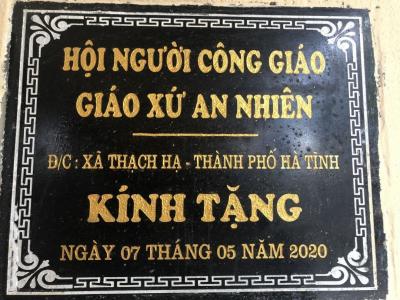 HỘI NGƯỜI CÔNG GIÁO
GIÁO XỨ AN NHIÊN
Đ/C : XÃ THẠCH HẠ - THÀNH PHỐ HÀ TĨNH
KÍNH TẶNG
NGÀY 07 THÁNG 05 NĂM 2020